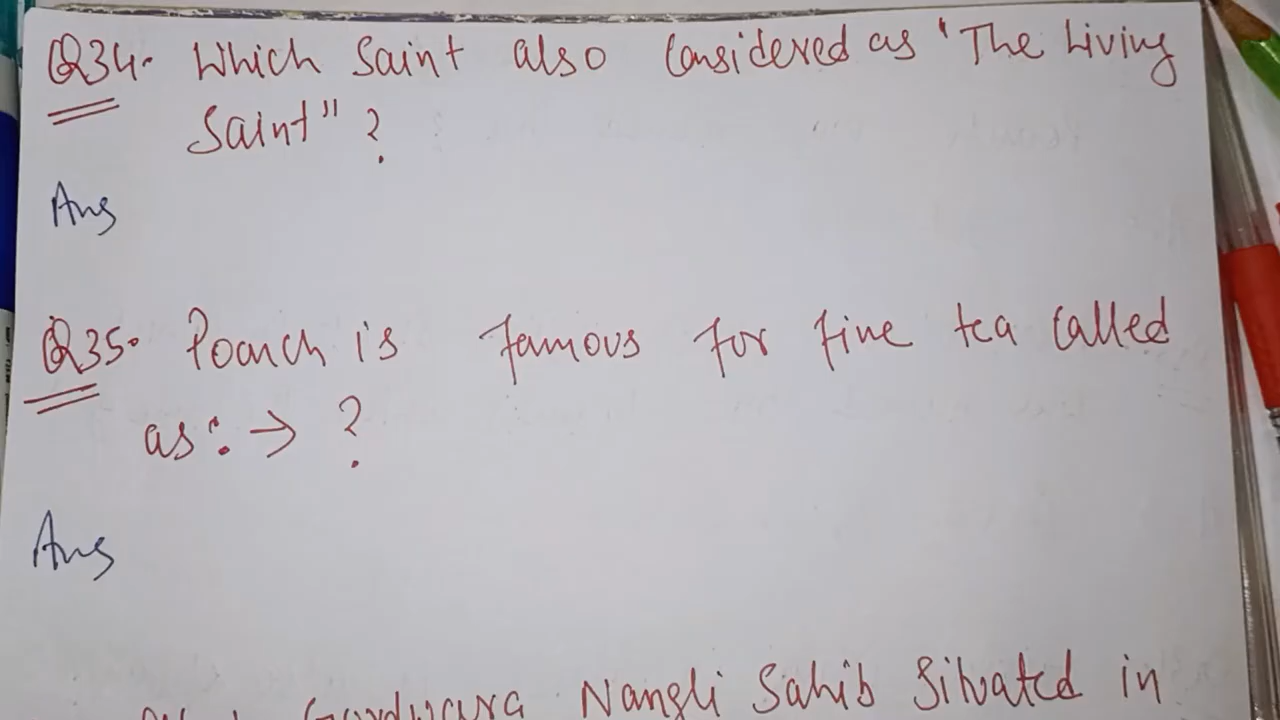 Q34. Which Saint also Considered as "The Living
Saint" ?
Ans
Q35. Poonch is famous for fine tea Called
as: → ?
Ans
Gurdwara Nangli Sahib Situated in